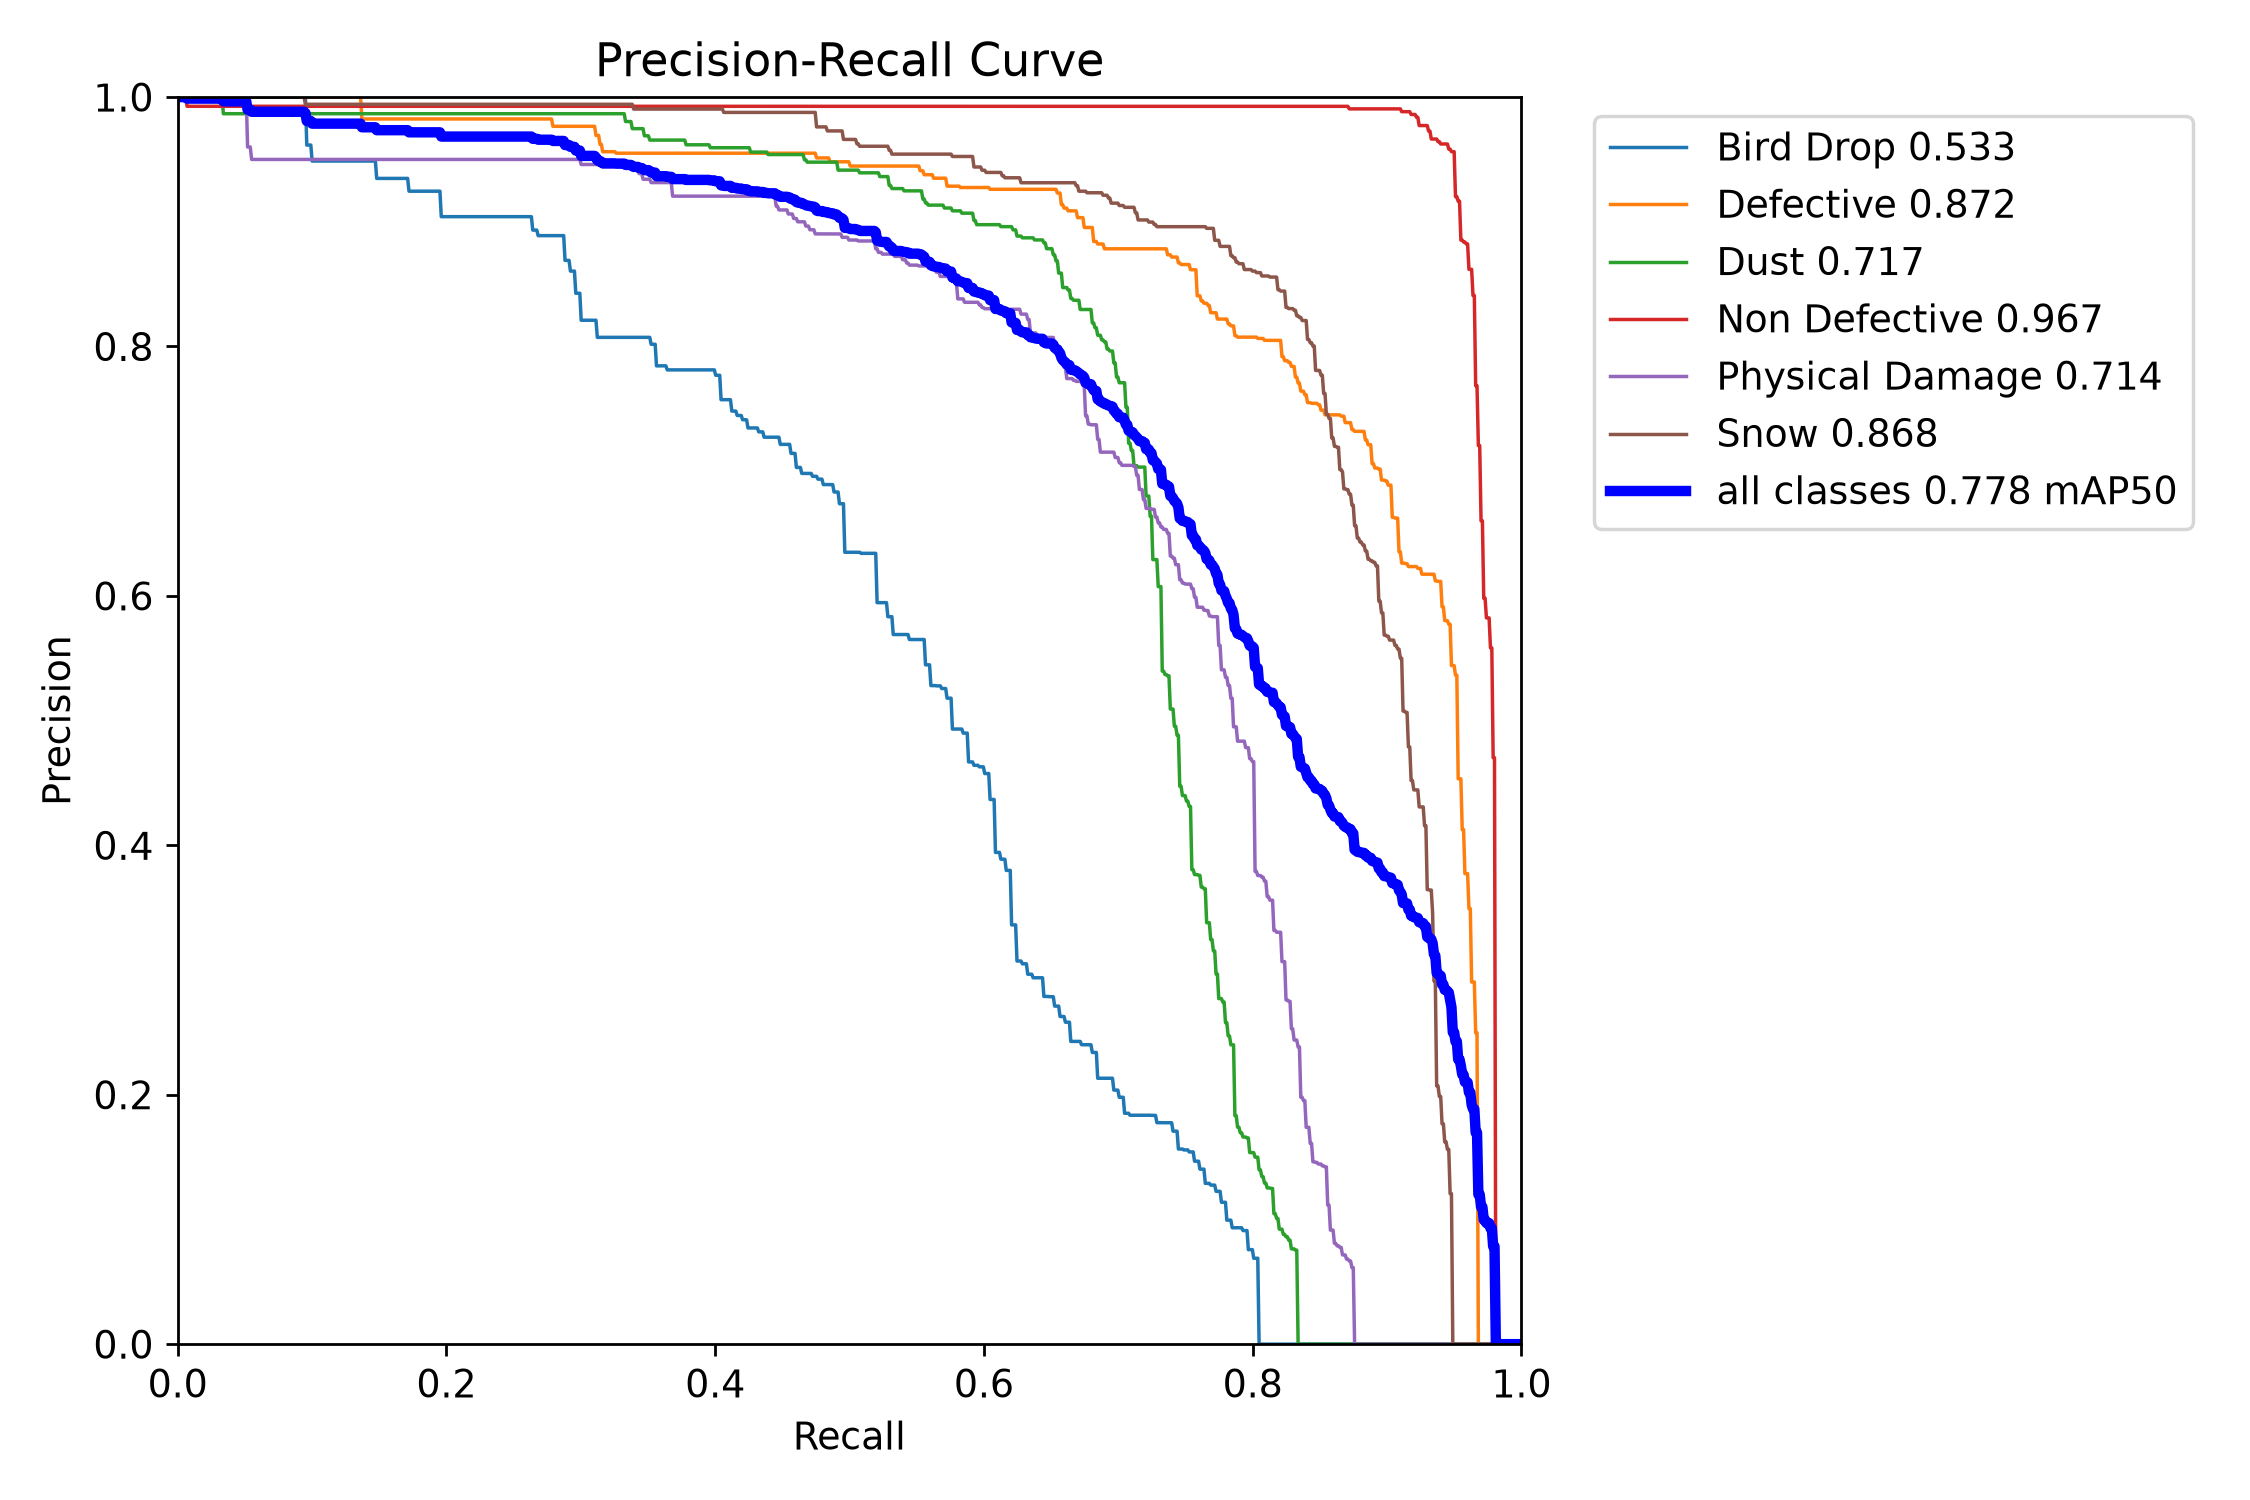 Precision-Recall Curve
1.0
0.8
0.6
0.4
0.2
0.0
Precision
0.0 0.2 0.4 0.6 0.8 1.0
Recall
Bird Drop 0.533
Defective 0.872
Dust 0.717
Non Defective 0.967
Physical Damage 0.714
Snow 0.868
all classes 0.778 mAP50